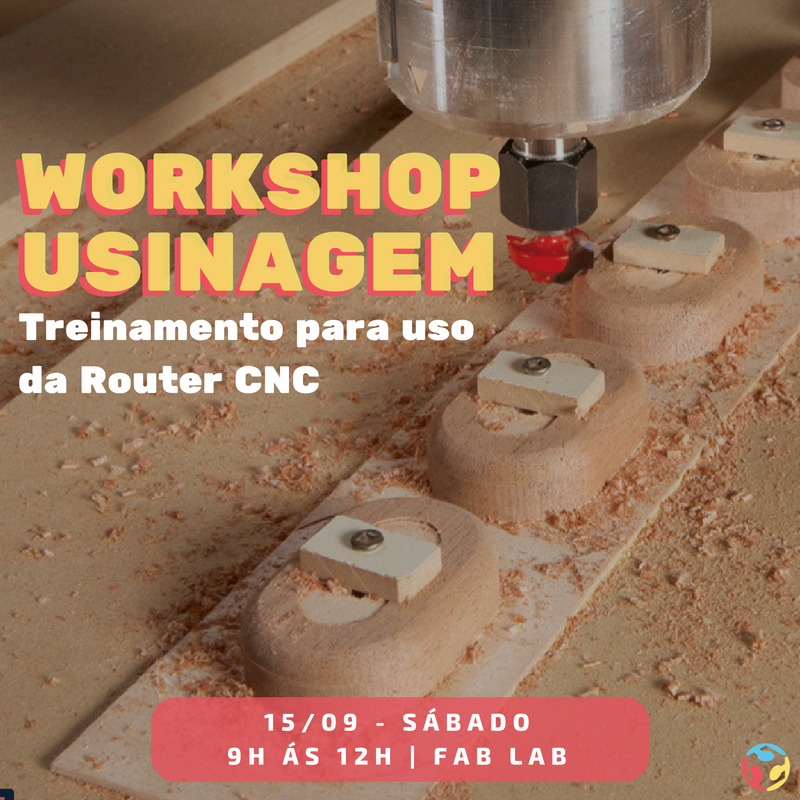 WORKSHOP
USINAGEM
Treinamento para uso
da Router CNC
15/09 - SÁBADO
9H ÁS 12H | FAB LAB